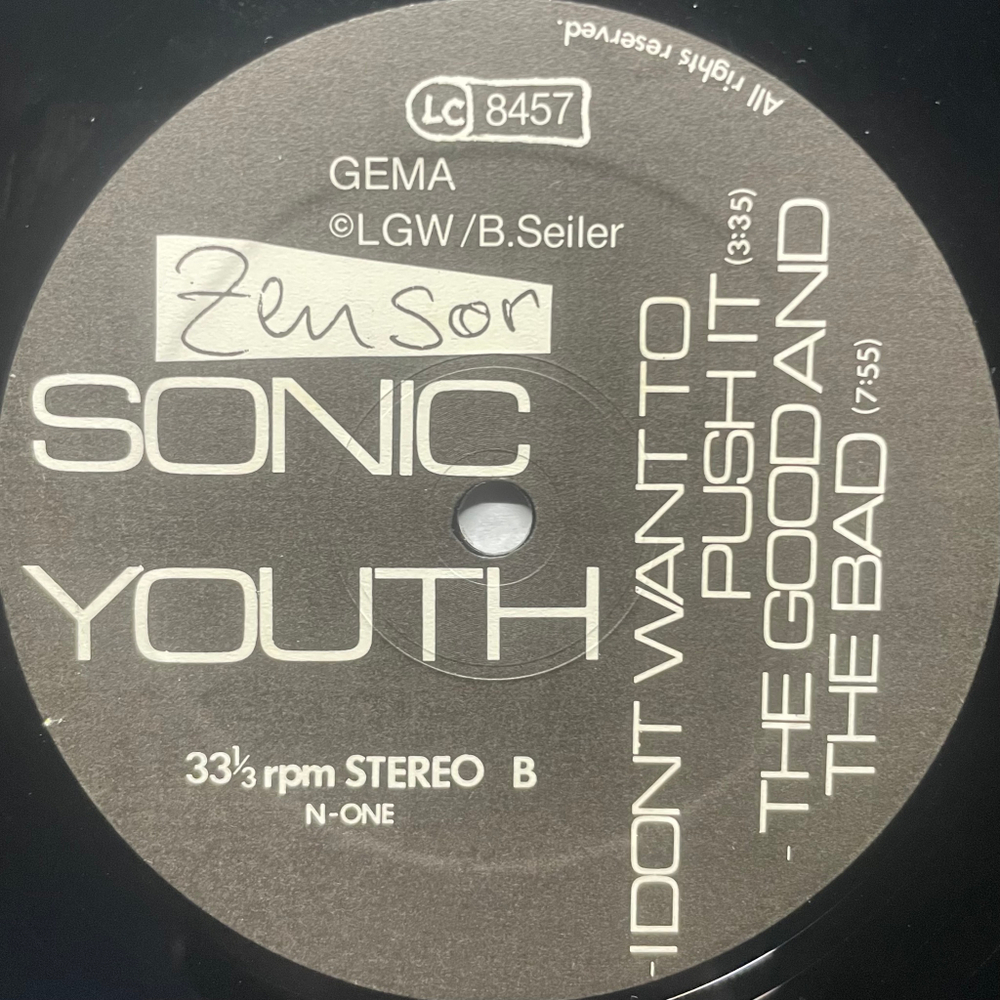 All rights reserved.
LC 8457
GEMA
©LGW/B.Seiler
Zensor
SONIC
YOUTH
33⅓ rpm STEREO B
N-ONE
-I DONT WANT TO
PUSH IT (3:35)
- THE GOOD AND
THE BAD (7:55)